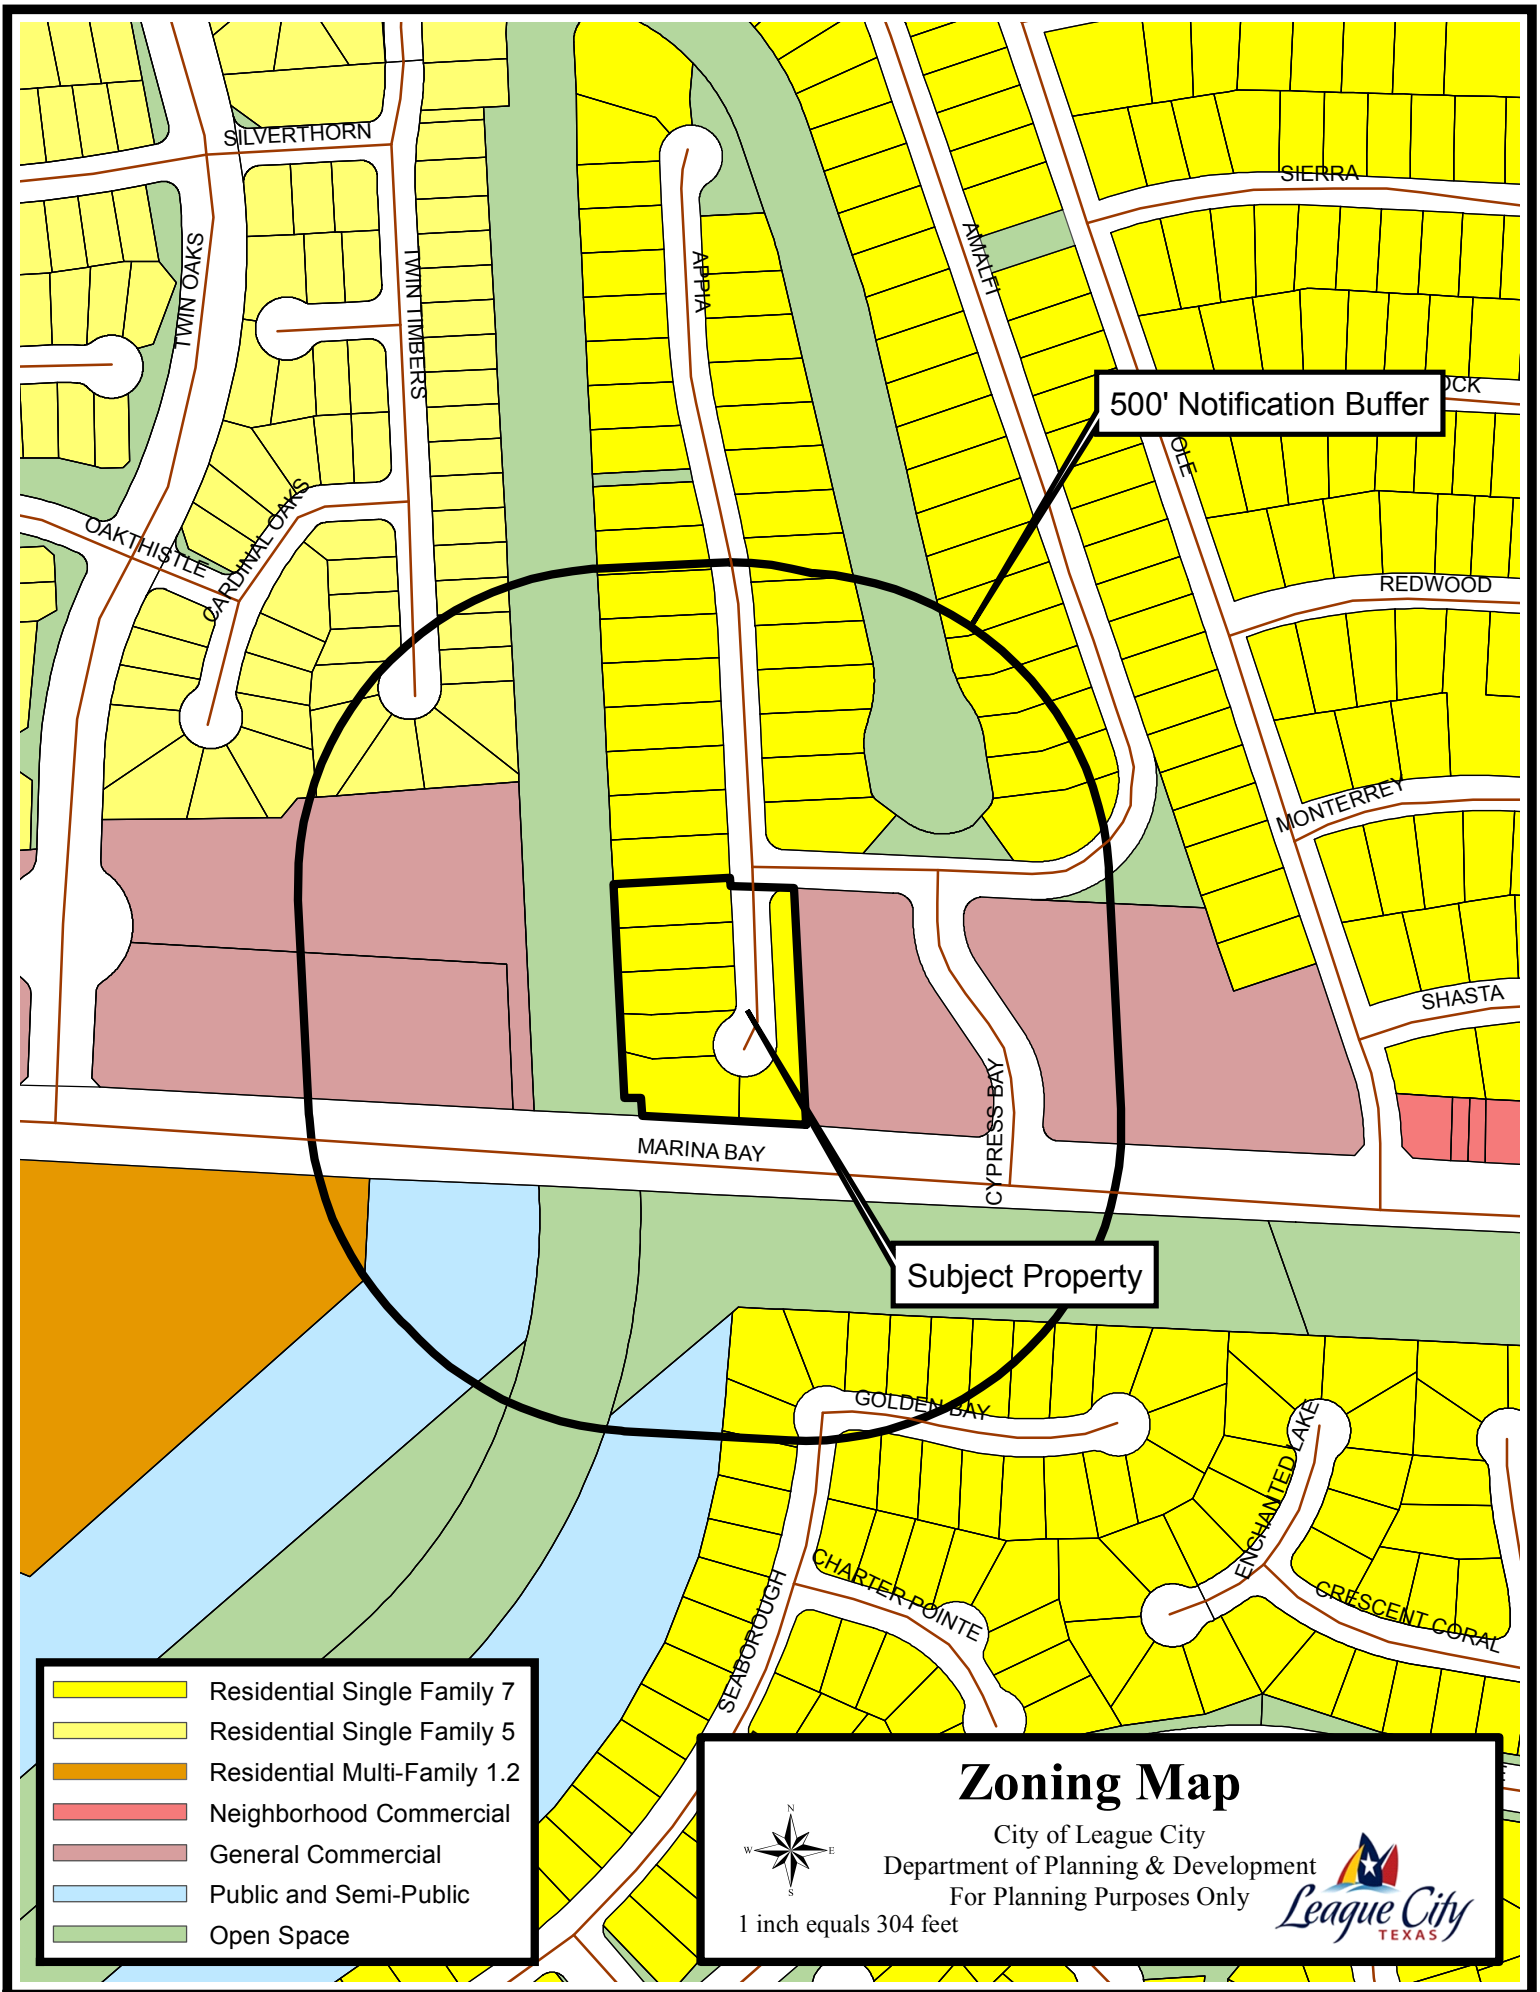 SILVERTHORN
SIERRA
TWIN OAKS
TWIN TIMBERS
APPIA
AMALFI
500' Notification Buffer
OCK
OLE
OAKTHISTLE
CARDINAL OAKS
REDWOOD
MONTERREY
SHASTA
CYPRESS BAY
MARINA BAY
Subject Property
GOLDEN BAY
ENCHANTED LAKE
CHARTER POINTE
CRESCENT CORAL
SEABOROUGH
Residential Single Family 7
Residential Single Family 5
Residential Multi-Family 1.2
Neighborhood Commercial
General Commercial
Public and Semi-Public
Open Space
Zoning Map
City of League City
Department of Planning & Development
For Planning Purposes Only
1 inch equals 304 feet
N
W
E
S
League City
TEXAS